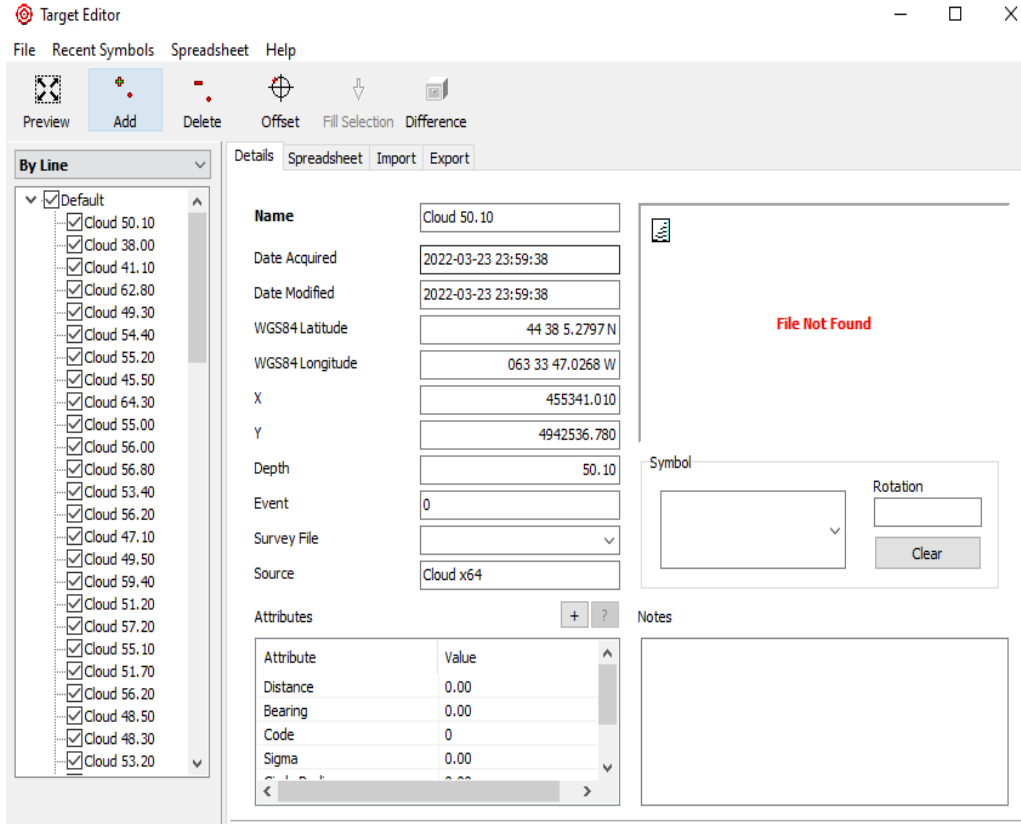 Target Editor
File Recent Symbols Spreadsheet Help
Preview Add Delete Offset Fill Selection Difference
By Line
Default
Cloud 50.10
Cloud 38.00
Cloud 41.10
Cloud 62.80
Cloud 49.30
Cloud 54.40
Cloud 55.20
Cloud 45.50
Cloud 64.30
Cloud 55.00
Cloud 56.00
Cloud 56.80
Cloud 53.40
Cloud 56.20
Cloud 47.10
Cloud 49.50
Cloud 59.40
Cloud 51.20
Cloud 57.20
Cloud 55.10
Cloud 51.70
Cloud 56.20
Cloud 48.50
Cloud 48.30
Cloud 53.20
Details Spreadsheet Import Export
Name Cloud 50.10
Date Acquired 2022-03-23 23:59:38
Date Modified 2022-03-23 23:59:38
WGS84 Latitude 44 38 5.2797 N
WGS84 Longitude 063 33 47.0268 W
X 455341.010
Y 4942536.780
Depth 50.10
Event 0
Survey File
Source Cloud x64
Attributes + ?
Attribute Value
Distance 0.00
Bearing 0.00
Code 0
Sigma 0.00
File Not Found
Symbol
Rotation
Clear
Notes